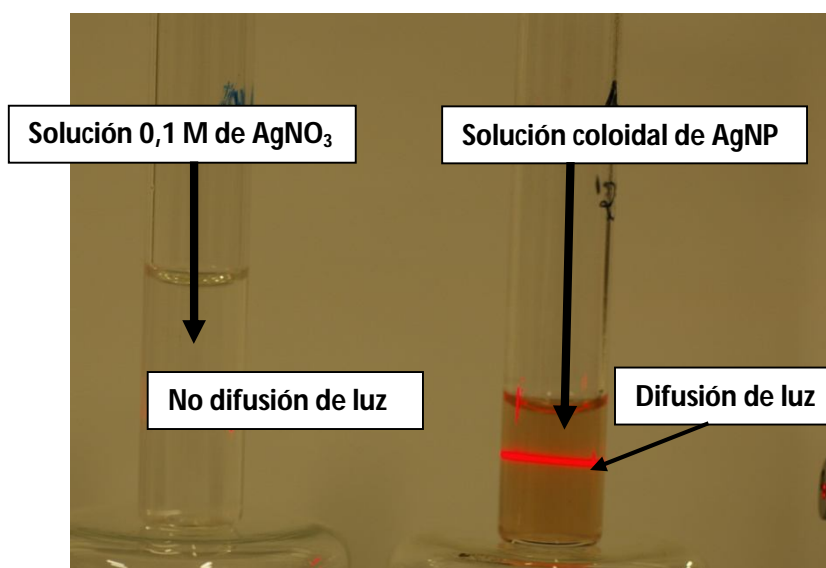 Solución 0,1 M de AgNO₃
Solución coloidal de AgNP
No difusión de luz
Difusión de luz